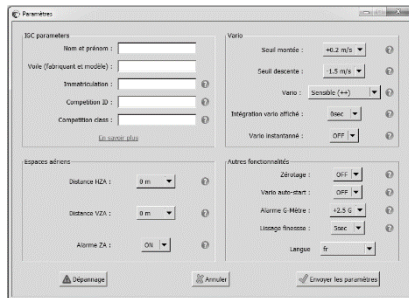 Paramètres
IGC parameters
Nom et prénom :
Voile (fabriquant et modèle) :
Immatriculation :
Competition ID :
Competition class :
En savoir plus
Vario
Seuil montée : +0.2 m/s
Seuil descente : -1.5 m/s
Vario : Sensible (++)
Intégration vario affiché : 8sec
Vario instantanné : OFF
Espaces aériens
Distance HZA : 0 m
Distance VZA : 0 m
Alarme ZA : ON
Autres fonctionnalités
Zérotage : OFF
Vario auto-start : OFF
Alarme G-Mètre : +2.5 G
Lissage finesse : 5sec
Langue fr
Dépannage
Annuler
Envoyer les paramètres